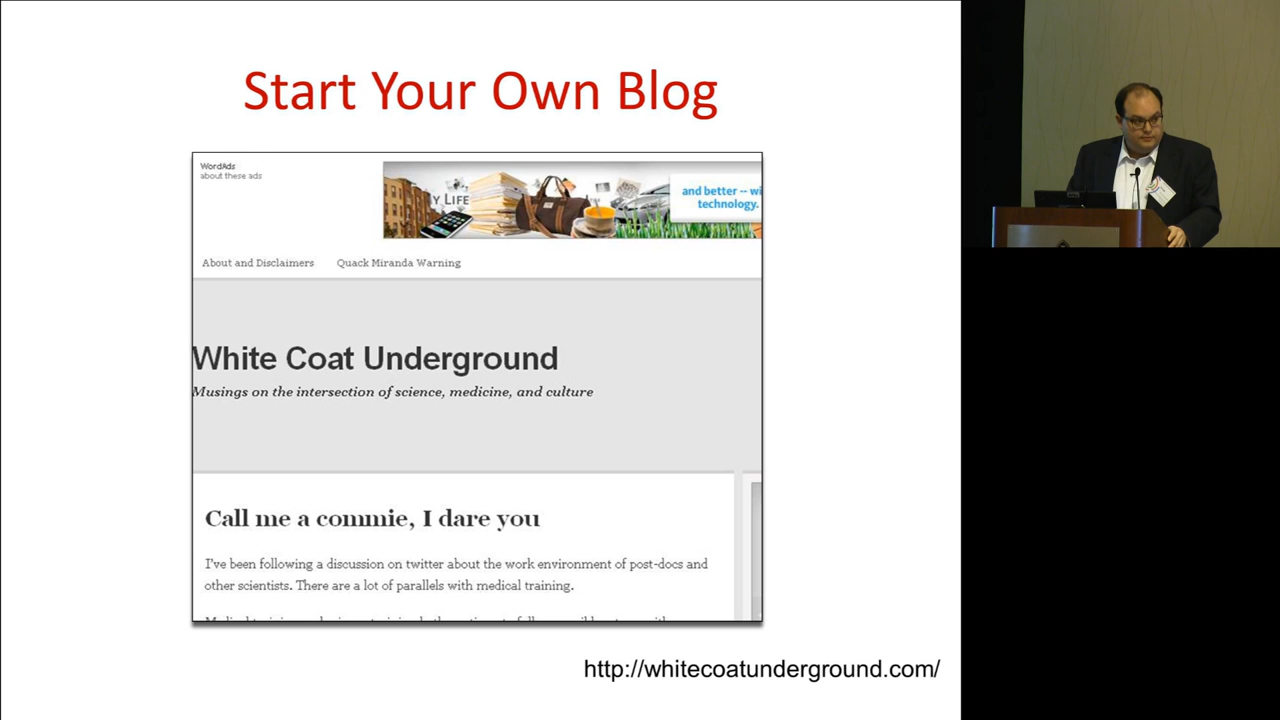 Start Your Own Blog
WordAds
about these ads
Y LIFE
and better -- wi
technology.
About and Disclaimers Quack Miranda Warning
White Coat Underground
Musings on the intersection of science, medicine, and culture
Call me a commie, I dare you
I've been following a discussion on twitter about the work environment of post-docs and
other scientists. There are a lot of parallels with medical training.
http://whitecoatunderground.com/